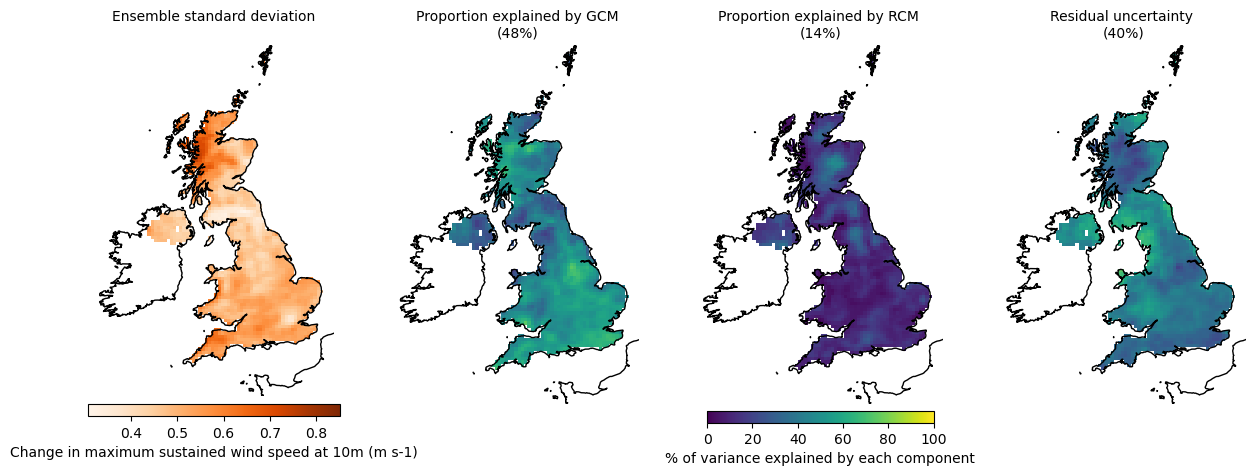 Ensemble standard deviation
Proportion explained by GCM
(48%)
Proportion explained by RCM
(14%)
Residual uncertainty
(40%)
0.4 0.5 0.6 0.7 0.8
Change in maximum sustained wind speed at 10m (m s-1)
0 20 40 60 80 100
% of variance explained by each component